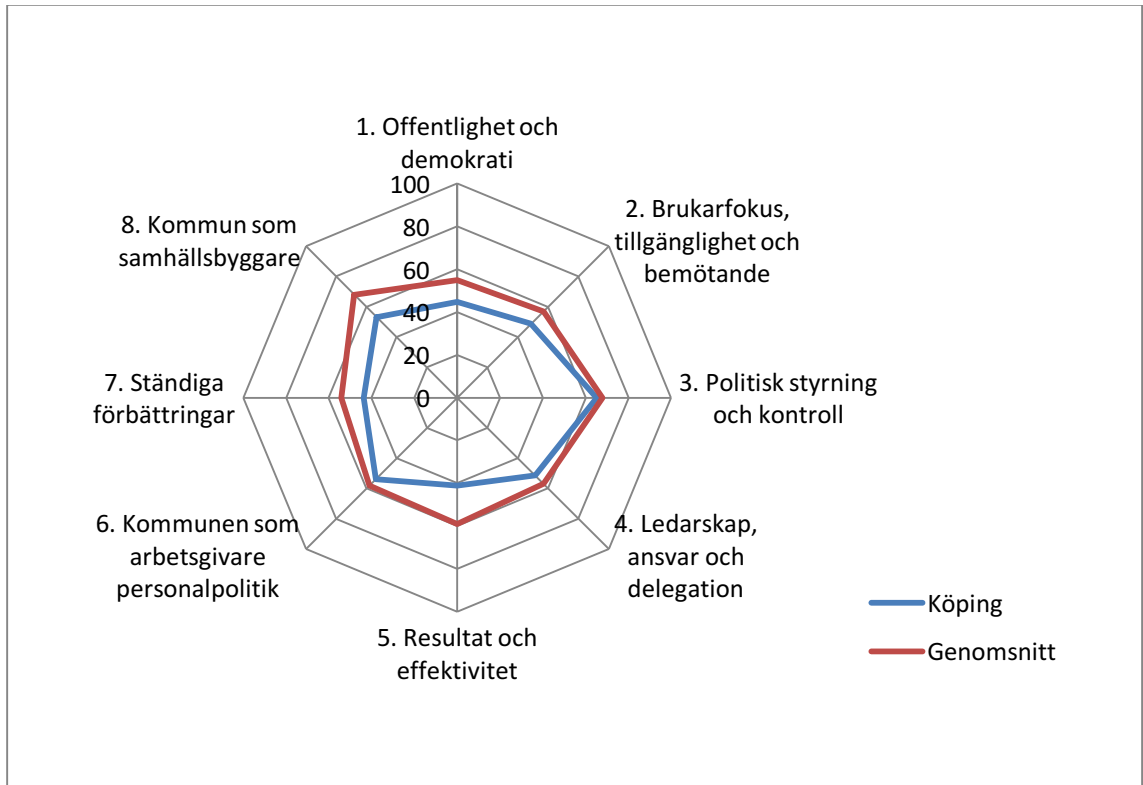 1. Offentlighet och
demokrati
2. Brukarfokus,
tillgänglighet och
bemötande
3. Politisk styrning
och kontroll
4. Ledarskap,
ansvar och
delegation
5. Resultat och
effektivitet
6. Kommunen som
arbetsgivare
personalpolitik
7. Ständiga
förbättringar
8. Kommun som
samhällsbyggare
100
80
60
40
20
0
Köping
Genomsnitt